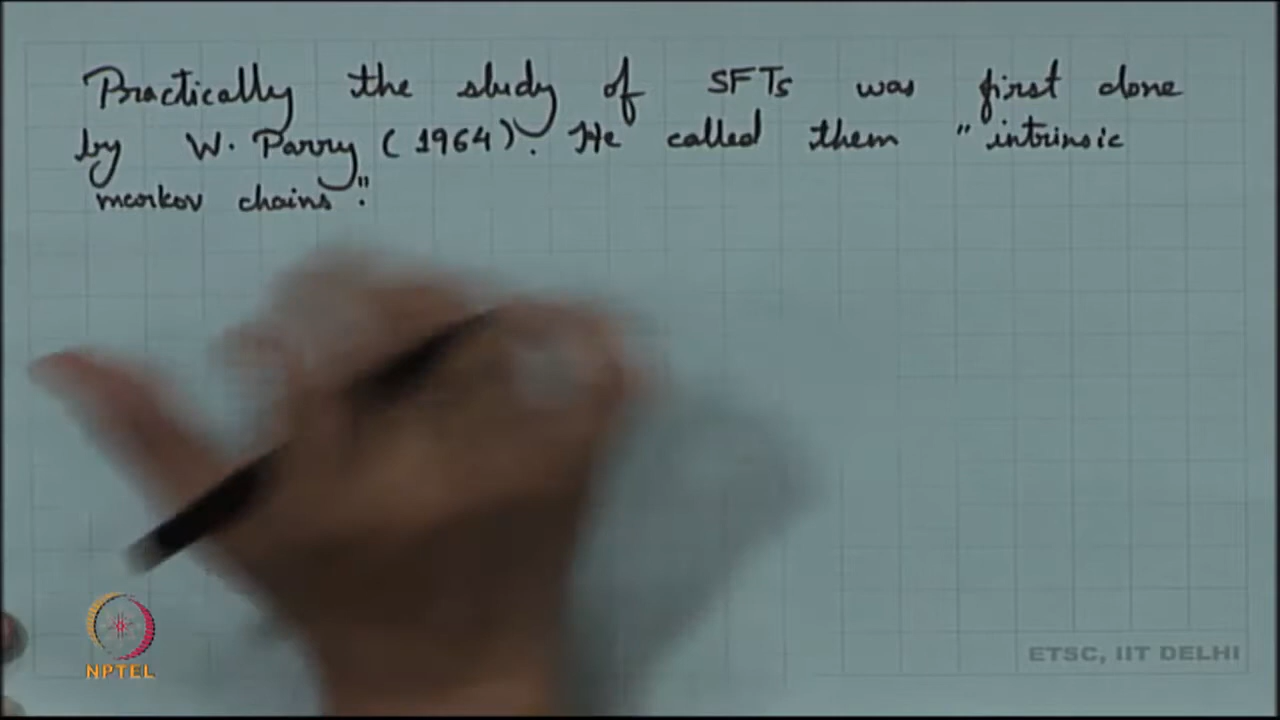 Practically the study of SFTs was first done
by W. Parry (1964). He called them "intrinsic
markov chains".
NPTEL
ETSC, IIT DELHI